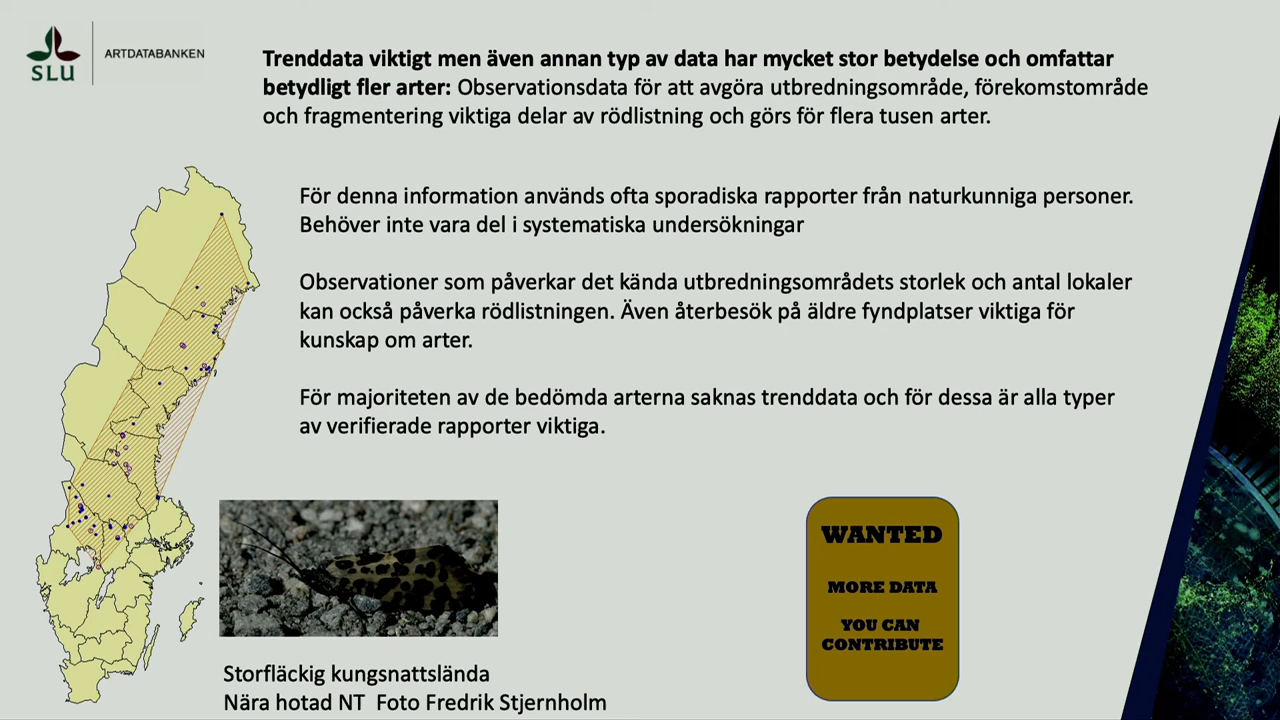 SLU
ARTDATABANKEN
Trenddata viktigt men även annan typ av data har mycket stor betydelse och omfattar
betydligt fler arter: Observationsdata för att avgöra utbredningsområde, förekomstområde
och fragmentering viktiga delar av rödlistning och görs för flera tusen arter.
För denna information används ofta sporadiska rapporter från naturkunniga personer.
Behöver inte vara del i systematiska undersökningar
Observationer som påverkar det kända utbredningsområdets storlek och antal lokaler
kan också påverka rödlistningen. Även återbesök på äldre fyndplatser viktiga för
kunskap om arter.
För majoriteten av de bedömda arterna saknas trenddata och för dessa är alla typer
av verifierade rapporter viktiga.
WANTED
MORE DATA
YOU CAN
CONTRIBUTE
Storfläckig kungsnattslända
Nära hotad NT Foto Fredrik Stjernholm